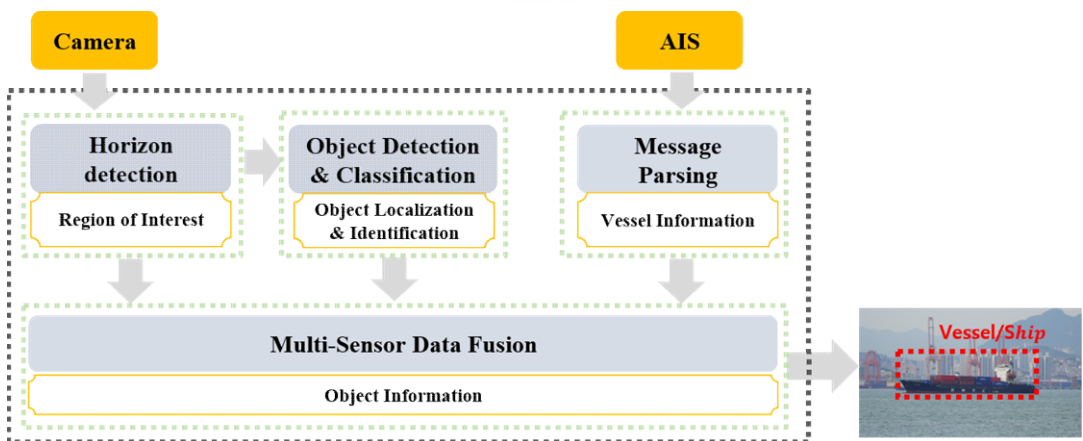 Camera
AIS
Horizon
detection
Region of Interest
Object Detection
& Classification
Object Localization
& Identification
Message
Parsing
Vessel Information
Multi-Sensor Data Fusion
Object Information
Vessel/Ship